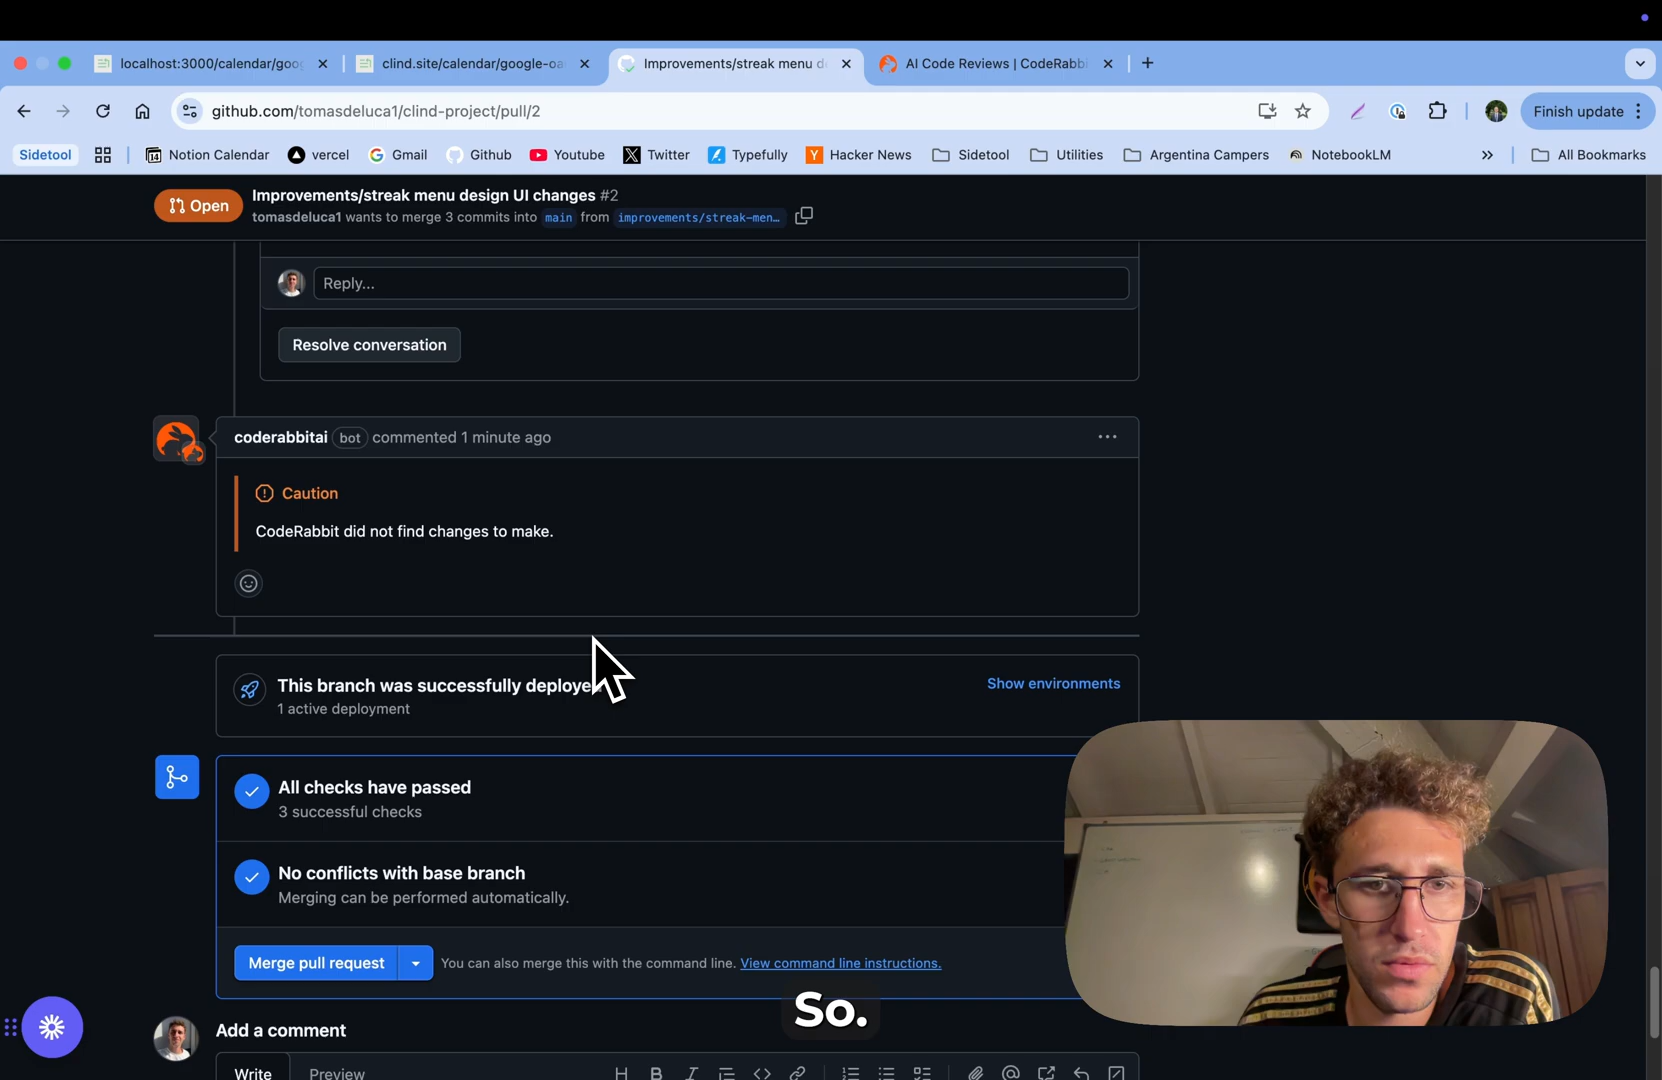 localhost:3000/calendar/goog
clind.site/calendar/google-oa
Improvements/streak menu d
AI Code Reviews | CodeRabbi
github.com/tomasdeluca1/clind-project/pull/2
Finish update
Sidetool
Notion Calendar
vercel
Gmail
Github
Youtube
Twitter
Typefully
Hacker News
Sidetool
Utilities
Argentina Campers
NotebookLM
All Bookmarks
Open
Improvements/streak menu design UI changes #2
tomasdeluca1 wants to merge 3 commits into main from improvements/streak-men…
Reply...
Resolve conversation
coderabbitai bot commented 1 minute ago
Caution
CodeRabbit did not find changes to make.
This branch was successfully deploye
Show environments
1 active deployment
All checks have passed
3 successful checks
No conflicts with base branch
Merging can be performed automatically.
Merge pull request
You can also merge this with the command line. View command line instructions.
So.
Add a comment
Write
Preview